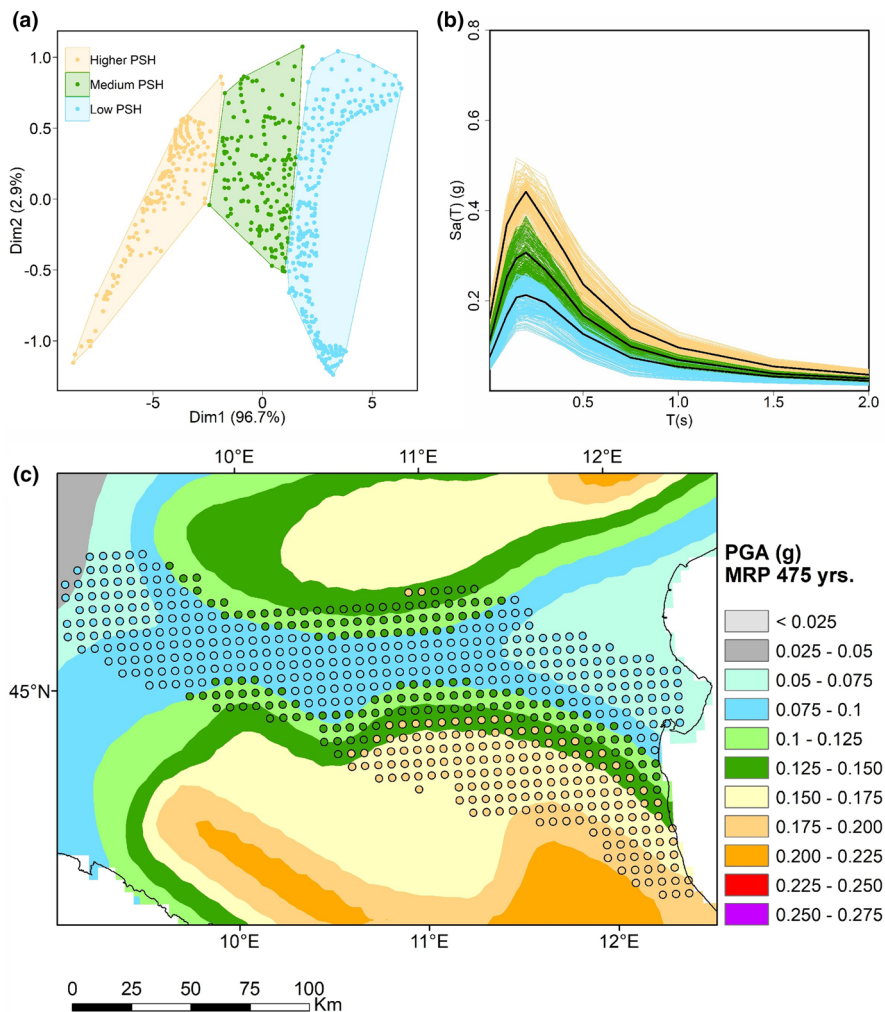 (a)
Higher PSH
Medium PSH
Low PSH
1.0
0.5
0.0
-0.5
-1.0
Dim2 (2.9%)
-5
0
5
Dim1 (96.7%)
(b)
0.8
0.6
0.4
0.2
Sa(T) (g)
0.5
1.0
1.5
2.0
T(s)
(c)
10°E
11°E
12°E
45°N
10°E
11°E
12°E
PGA (g)
MRP 475 yrs.
< 0.025
0.025 - 0.05
0.05 - 0.075
0.075 - 0.1
0.1 - 0.125
0.125 - 0.150
0.150 - 0.175
0.175 - 0.200
0.200 - 0.225
0.225 - 0.250
0.250 - 0.275
0
25
50
75
100
Km